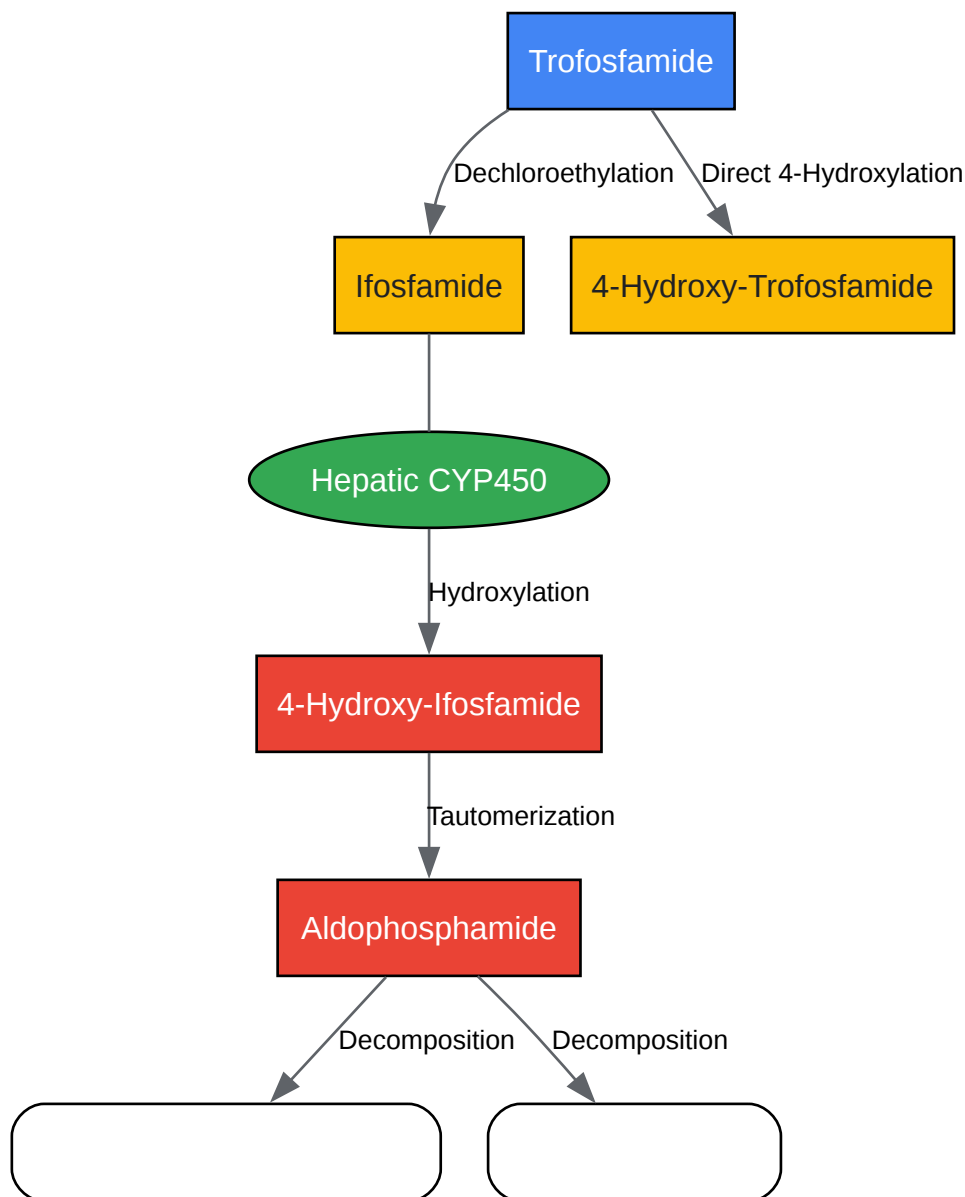 Trofosfamide
Dechloroethylation
Direct 4-Hydroxylation
Ifosfamide
4-Hydroxy-Trofosfamide
Hepatic CYP450
Hydroxylation
4-Hydroxy-Ifosfamide
Tautomerization
Aldophosphamide
Decomposition
Decomposition